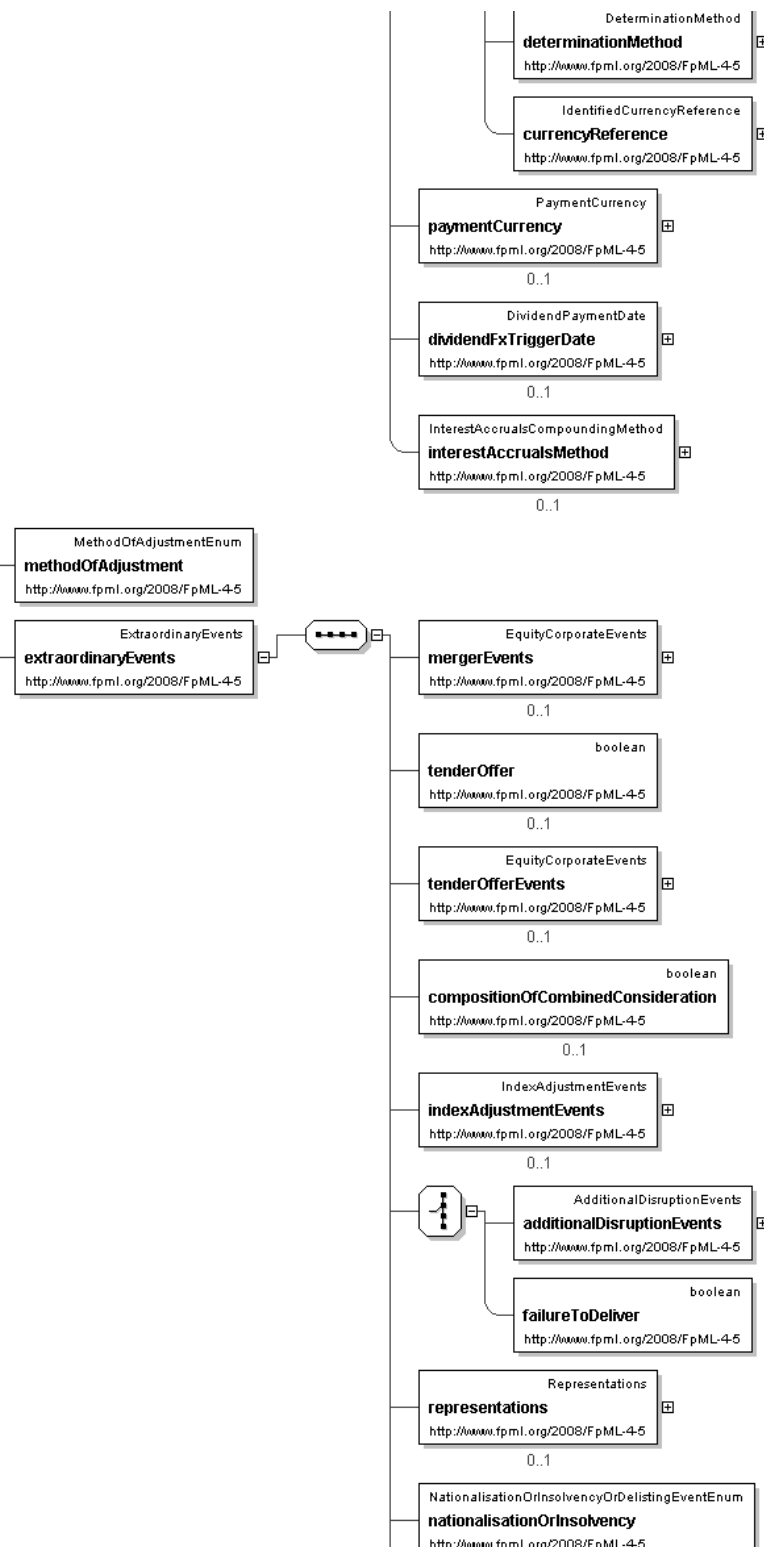 DeterminationMethod
determinationMethod
http://www.fpml.org/2008/FpML-4-5
IdentifiedCurrencyReference
currencyReference
http://www.fpml.org/2008/FpML-4-5
PaymentCurrency
paymentCurrency
http://www.fpml.org/2008/FpML-4-5
0..1
DividendPaymentDate
dividendFxTriggerDate
http://www.fpml.org/2008/FpML-4-5
0..1
InterestAccrualsCompoundingMethod
interestAccrualsMethod
http://www.fpml.org/2008/FpML-4-5
0..1
MethodOfAdjustmentEnum
methodOfAdjustment
http://www.fpml.org/2008/FpML-4-5
ExtraordinaryEvents
extraordinaryEvents
http://www.fpml.org/2008/FpML-4-5
EquityCorporateEvents
mergerEvents
http://www.fpml.org/2008/FpML-4-5
0..1
boolean
tenderOffer
http://www.fpml.org/2008/FpML-4-5
0..1
EquityCorporateEvents
tenderOfferEvents
http://www.fpml.org/2008/FpML-4-5
0..1
boolean
compositionOfCombinedConsideration
http://www.fpml.org/2008/FpML-4-5
0..1
IndexAdjustmentEvents
indexAdjustmentEvents
http://www.fpml.org/2008/FpML-4-5
0..1
AdditionalDisruptionEvents
additionalDisruptionEvents
http://www.fpml.org/2008/FpML-4-5
boolean
failureToDeliver
http://www.fpml.org/2008/FpML-4-5
Representations
representations
http://www.fpml.org/2008/FpML-4-5
0..1
NationalisationOrInsolvencyOrDelistingEventEnum
nationalisationOrInsolvency
http://www.fpml.org/2008/FpML-4-5